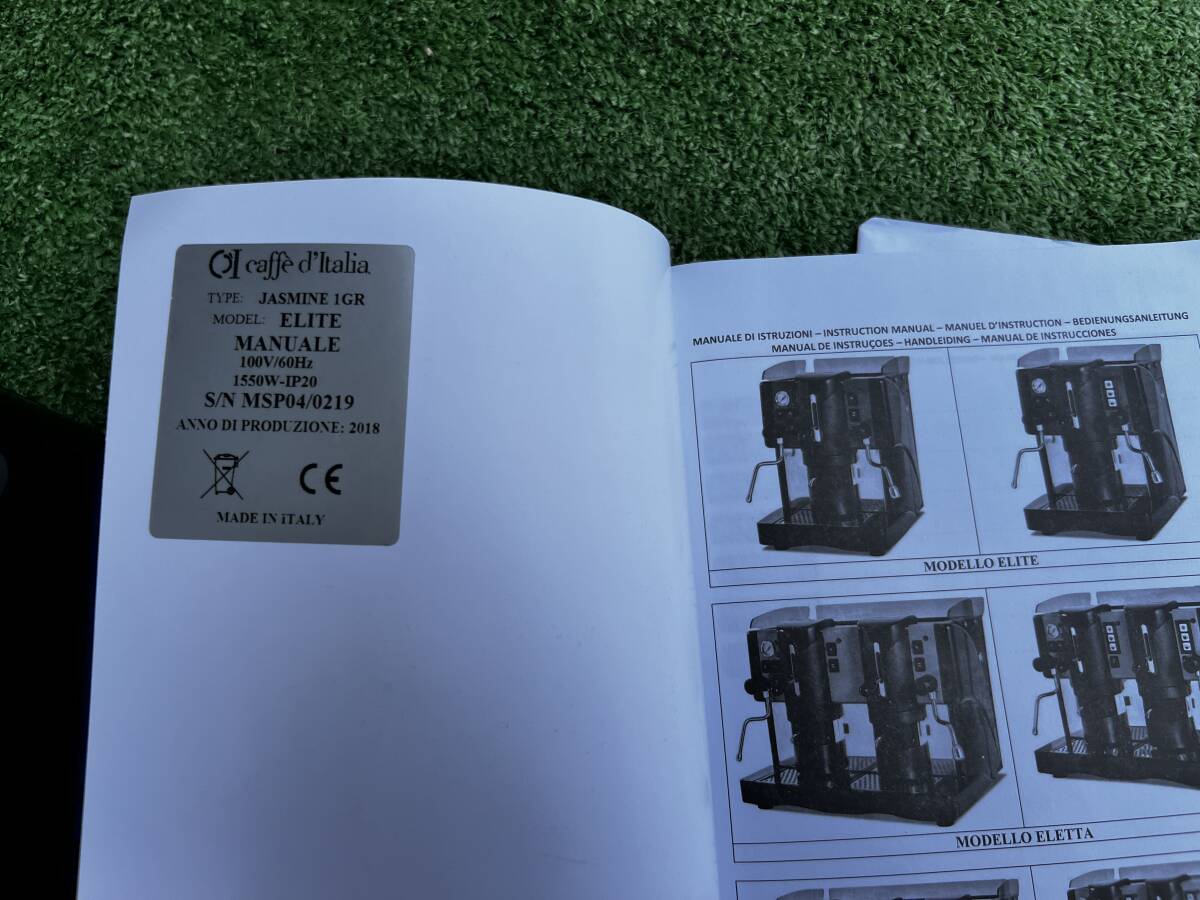 CI caffè d'Italia
TYPE: JASMINE 1GR
MODEL: ELITE
MANUALE
100V/60Hz
1550W-IP20
S/N MSP04/0219
ANNO DI PRODUZIONE: 2018
CE
MADE IN iTALY
MANUALE DI ISTRUZIONI – INSTRUCTION MANUAL – MANUEL D'INSTRUCTION – BEDIENUNGSANLEITUNG
MANUAL DE INSTRUÇOES – HANDLEIDING – MANUAL DE INSTRUCCIONES
MODELLO ELITE
MODELLO ELETTA